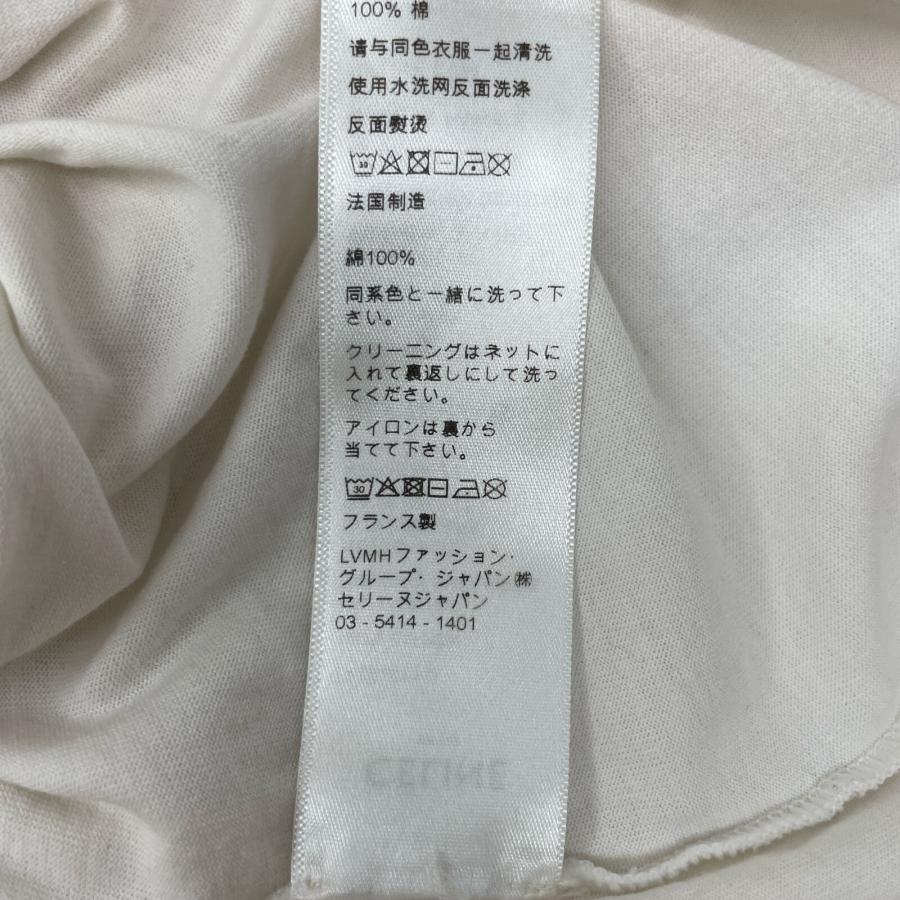 100% 棉
请与同色衣服一起清洗
使用水洗网反面洗涤
反面熨烫
30
法国制造
綿100%
同系色と一緒に洗って下
さい。
クリーニングはネットに
入れて裏返しにして洗っ
てください。
アイロンは裏から
当てて下さい。
30
フランス製
LVMHファッション・
グループ・ジャパン㈱
セリーヌジャパン
03 - 5414 - 1401
CELINE